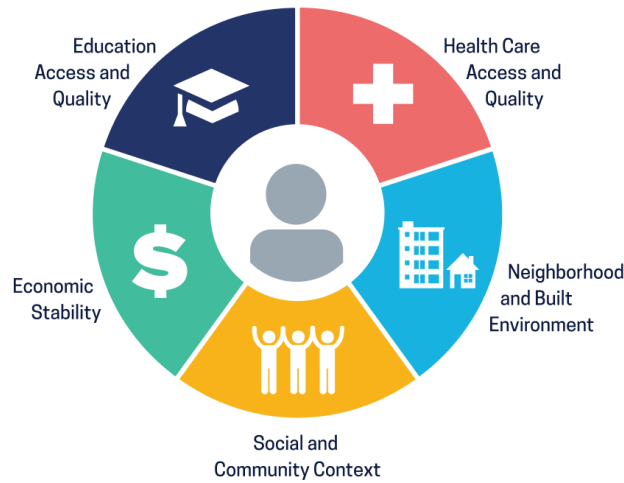 Education
Access and
Quality
Health Care
Access and
Quality
Economic
Stability
Neighborhood
and Built
Environment
Social and
Community Context